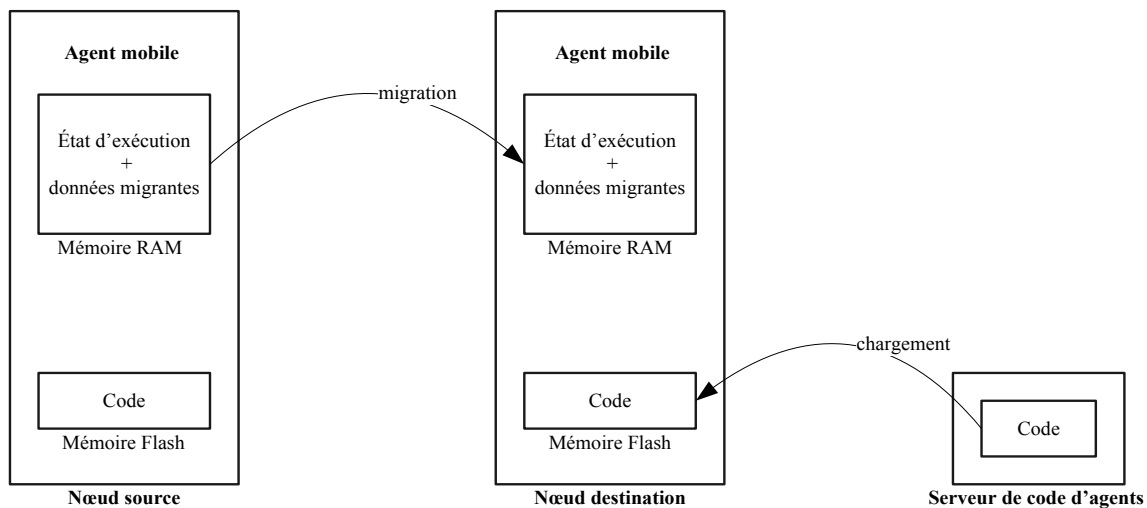 Agent mobile
État d’exécution
+
données migrantes
Mémoire RAM
Code
Mémoire Flash
Nœud source
migration
Agent mobile
État d’exécution
+
données migrantes
Mémoire RAM
Code
Mémoire Flash
Nœud destination
chargement
Code
Serveur de code d’agents